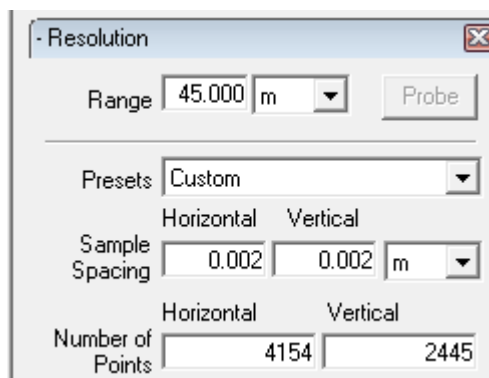 - Resolution
Range 45.000 m Probe
Presets Custom
Horizontal Vertical
Sample Spacing 0.002 0.002 m
Horizontal Vertical
Number of Points 4154 2445